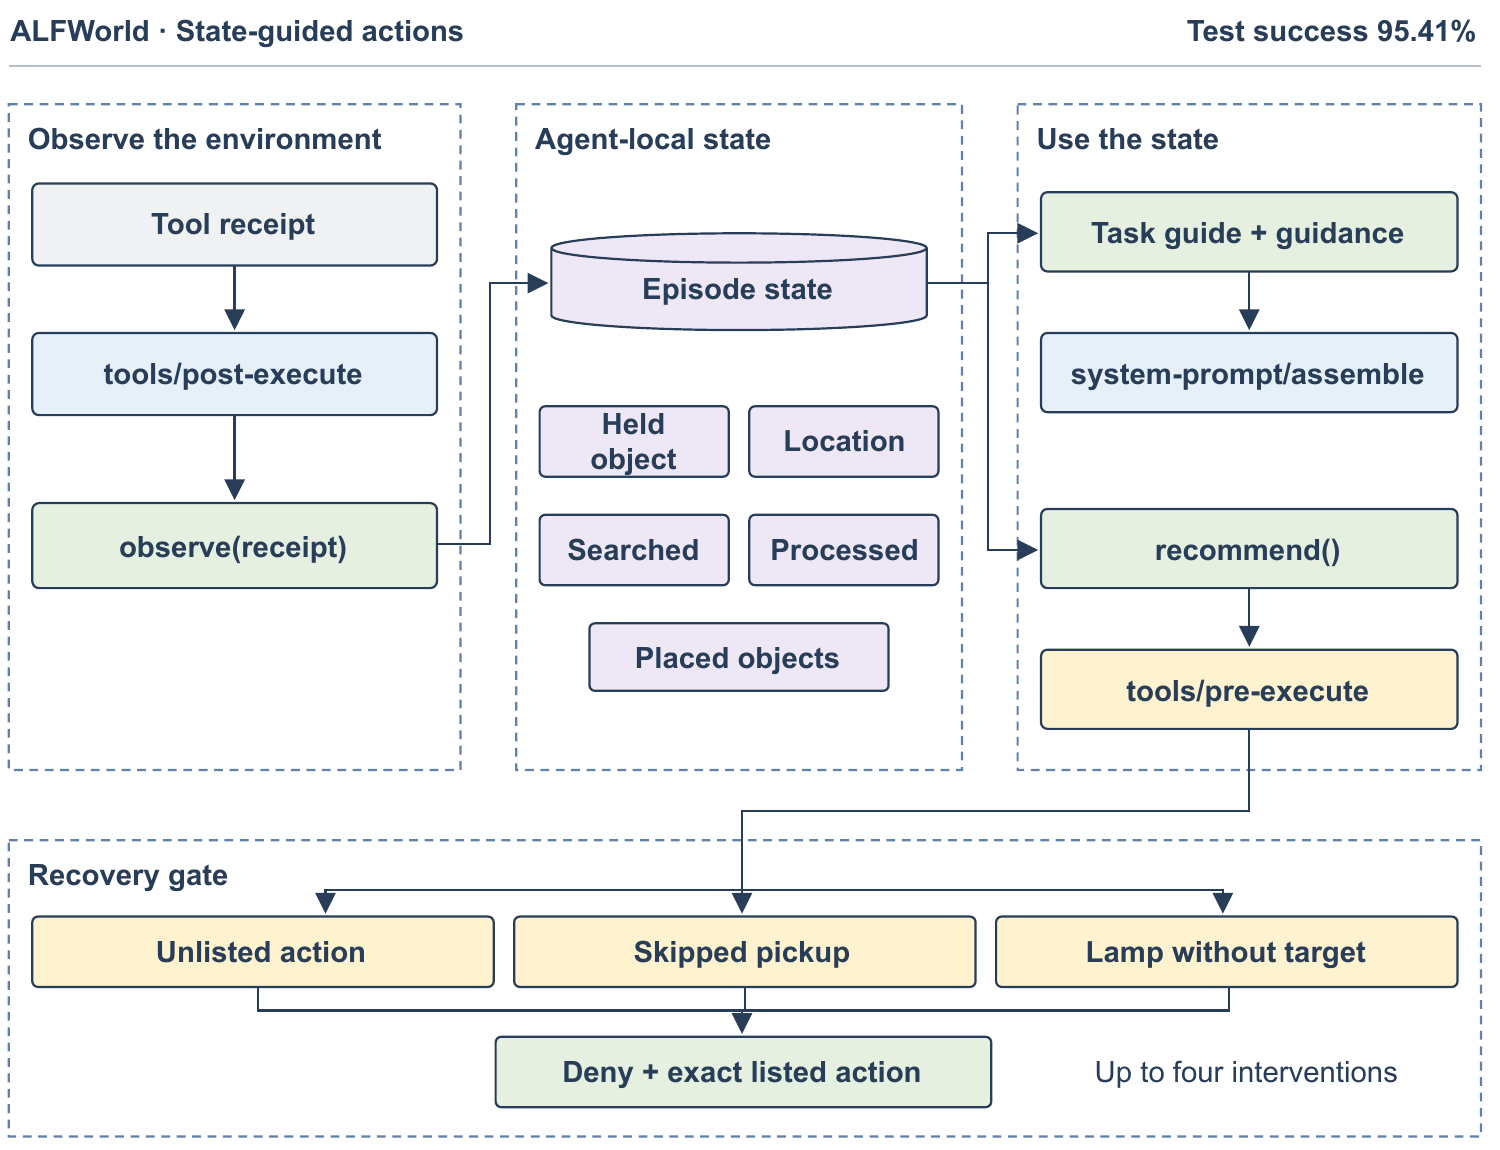 ALFWorld · State-guided actions
Test success 95.41%
Observe the environment
Tool receipt
tools/post-execute
observe(receipt)
Agent-local state
Episode state
Held
object
Location
Searched
Processed
Placed objects
Use the state
Task guide + guidance
system-prompt/assemble
recommend()
tools/pre-execute
Recovery gate
Unlisted action
Skipped pickup
Lamp without target
Deny + exact listed action
Up to four interventions